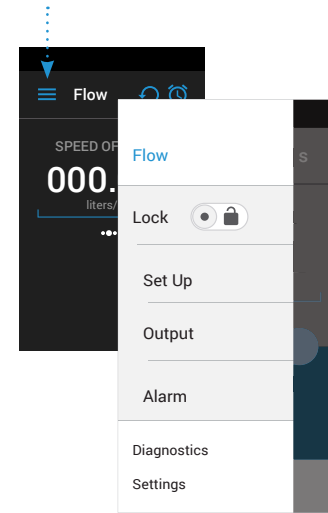 Flow
SPEED OF
000.
liters/
S
Flow
Lock
Set Up
Output
Alarm
Diagnostics
Settings